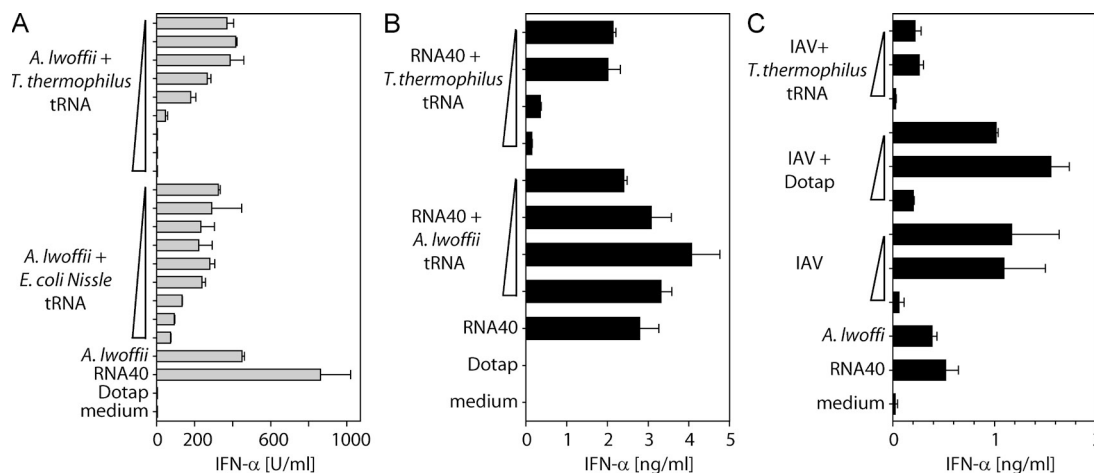 A
A. lwoffii +
T. thermophilus
tRNA
A. lwoffii +
E. coli Nissle
tRNA
A. lwoffii
RNA40
Dotap
medium
0 200 600 1000
IFN-α [U/ml]
B
RNA40 +
T. thermophilus
tRNA
RNA40 +
A. lwoffii
tRNA
RNA40
Dotap
medium
0 1 2 3 4 5
IFN-α [ng/ml]
C
IAV+
T. thermophilus
tRNA
IAV +
Dotap
IAV
A. lwoffi
RNA40
medium
0 1
IFN-α [ng/ml]